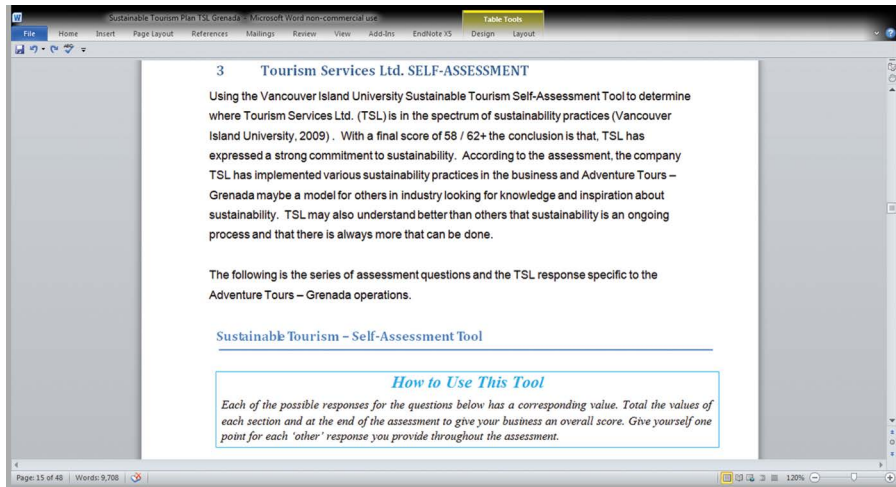 Sustainable Tourism Plan TSL Grenada - Microsoft Word non-commercial use
Table Tools
File Home Insert Page Layout References Mailings Review View Add-Ins EndNote X5 Design Layout
3 Tourism Services Ltd. SELF-ASSESSMENT
Using the Vancouver Island University Sustainable Tourism Self-Assessment Tool to determine
where Tourism Services Ltd. (TSL) is in the spectrum of sustainability practices (Vancouver
Island University, 2009) .  With a final score of 58 / 62+ the conclusion is that, TSL has
expressed a strong commitment to sustainability.  According to the assessment, the company
TSL has implemented various sustainability practices in the business and Adventure Tours –
Grenada maybe a model for others in industry looking for knowledge and inspiration about
sustainability.  TSL may also understand better than others that sustainability is an ongoing
process and that there is always more that can be done.
The following is the series of assessment questions and the TSL response specific to the
Adventure Tours – Grenada operations.
Sustainable Tourism – Self-Assessment Tool
How to Use This Tool
Each of the possible responses for the questions below has a corresponding value. Total the values of
each section and at the end of the assessment to give your business an overall score. Give yourself one
point for each 'other' response you provide throughout the assessment.
Page: 15 of 48 Words: 9,708 120%